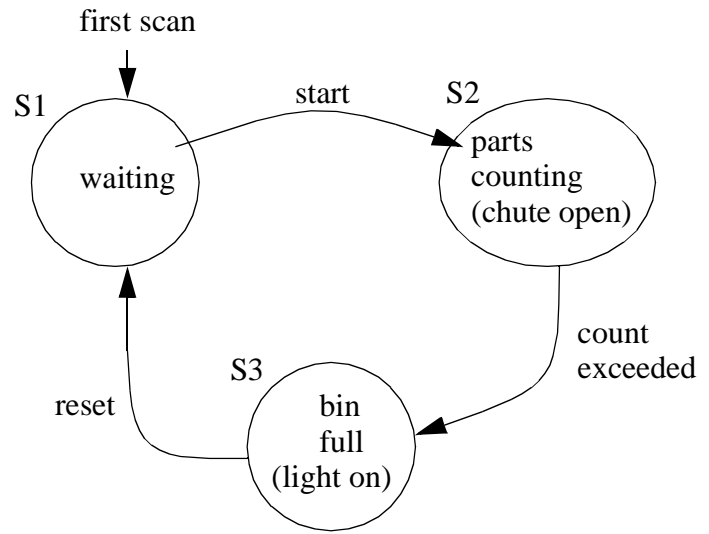 first scan
S1
start
S2
waiting
parts
counting
(chute open)
count
exceeded
S3
reset
bin
full
(light on)